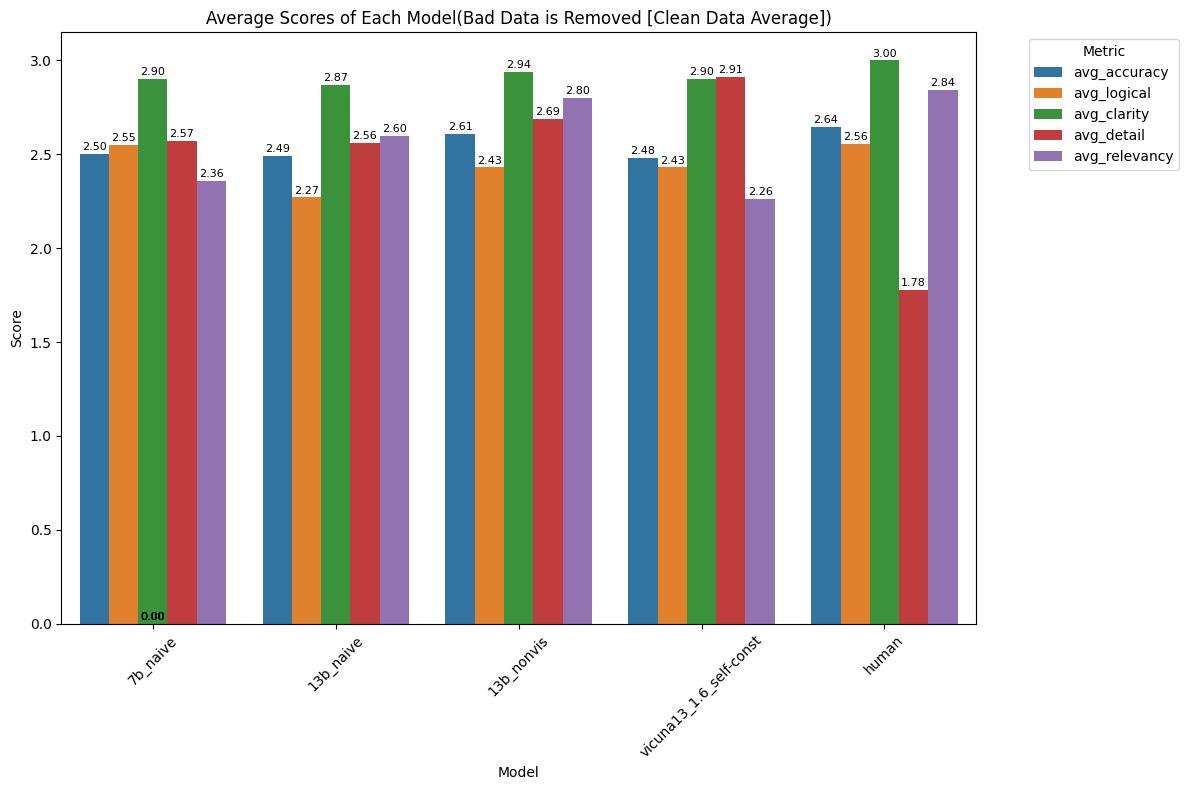 Average Scores of Each Model(Bad Data is Removed [Clean Data Average])
Metric
avg_accuracy
avg_logical
avg_clarity
avg_detail
avg_relevancy
Score
3.0
2.5
2.0
1.5
1.0
0.5
0.0
2.50
2.55
2.90
2.57
2.36
0.00
2.49
2.27
2.87
2.56
2.60
2.61
2.43
2.94
2.69
2.80
2.48
2.43
2.90
2.91
2.26
2.64
2.56
3.00
1.78
2.84
7b_naive
13b_naive
13b_nonvis
vicuna13_1.6_self-const
human
Model